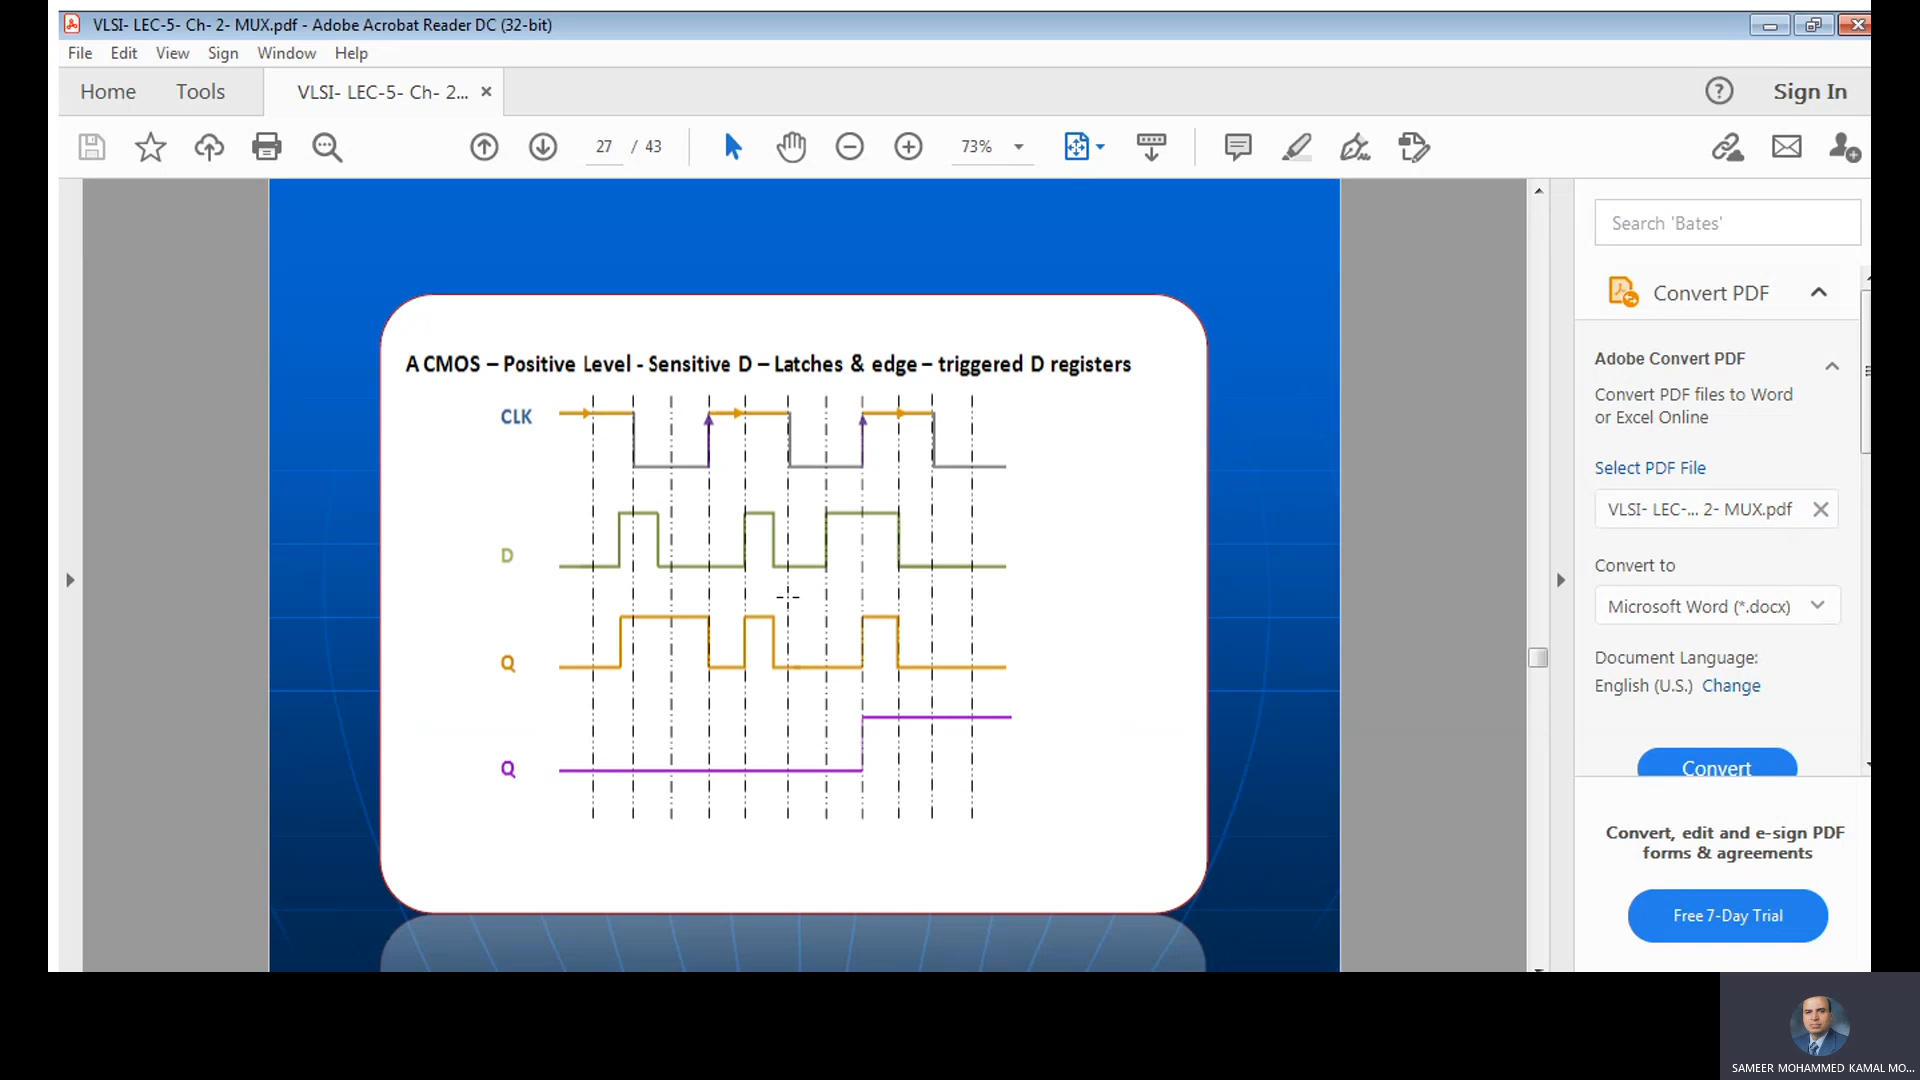 VLSI- LEC-5- Ch- 2- MUX.pdf - Adobe Acrobat Reader DC (32-bit)
File Edit View Sign Window Help
Home Tools VLSI- LEC-5- Ch- 2... × Sign In
27 / 43 73%
A CMOS – Positive Level - Sensitive D – Latches & edge – triggered D registers
CLK
D
Q
Q
Search 'Bates'
Convert PDF
Adobe Convert PDF
Convert PDF files to Word
or Excel Online
Select PDF File
VLSI- LEC-... 2- MUX.pdf
Convert to
Microsoft Word (*.docx)
Document Language:
English (U.S.) Change
Convert
Convert, edit and e-sign PDF
forms & agreements
Free 7-Day Trial
SAMEER MOHAMMED KAMAL MO...